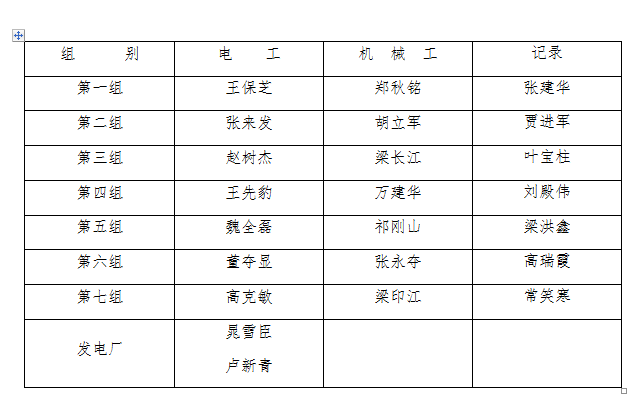 组 别 电 工 机 械 工 记录
第一组 王保芝 郑秋铭 张建华
第二组 张来发 胡立军 贾进军
第三组 赵树杰 梁长江 叶宝柱
第四组 王先豹 万建华 刘殿伟
第五组 魏全磊 祁刚山 梁洪鑫
第六组 董夺显 张永夺 高瑞霞
第七组 高克敏 梁印江 常笑寒
发电厂 晁雪臣
卢新青